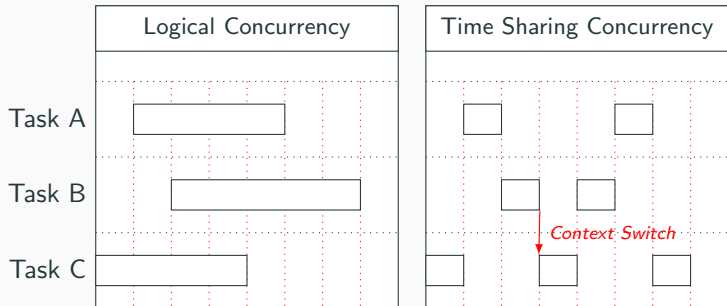 Logical Concurrency
Time Sharing Concurrency
Task A
Task B
Context Switch
Task C